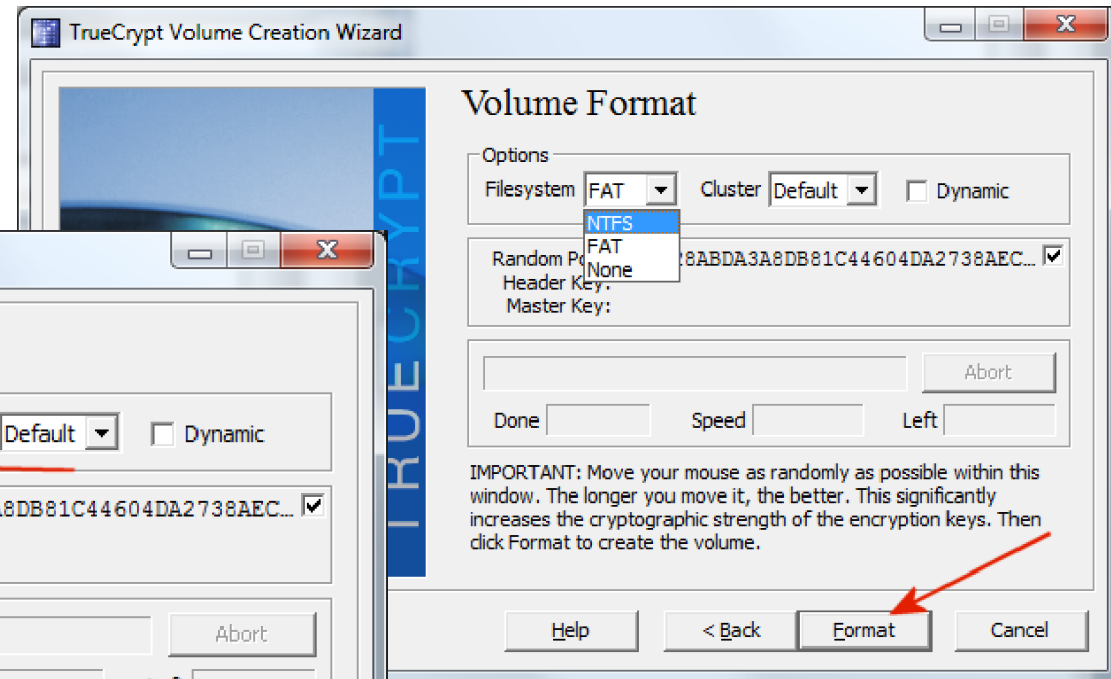 TrueCrypt Volume Creation Wizard
TRUECRYPT
Volume Format
Options
Filesystem FAT Cluster Default Dynamic
NTFS
FAT
None
Random 28ABDA3A8DB81C44604DA2738AEC...
Header Key:
Master Key:
Abort
Done Speed Left
IMPORTANT: Move your mouse as randomly as possible within this
window. The longer you move it, the better. This significantly
increases the cryptographic strength of the encryption keys. Then
click Format to create the volume.
Help < Back Format Cancel
Default Dynamic
A8DB81C44604DA2738AEC...
Abort